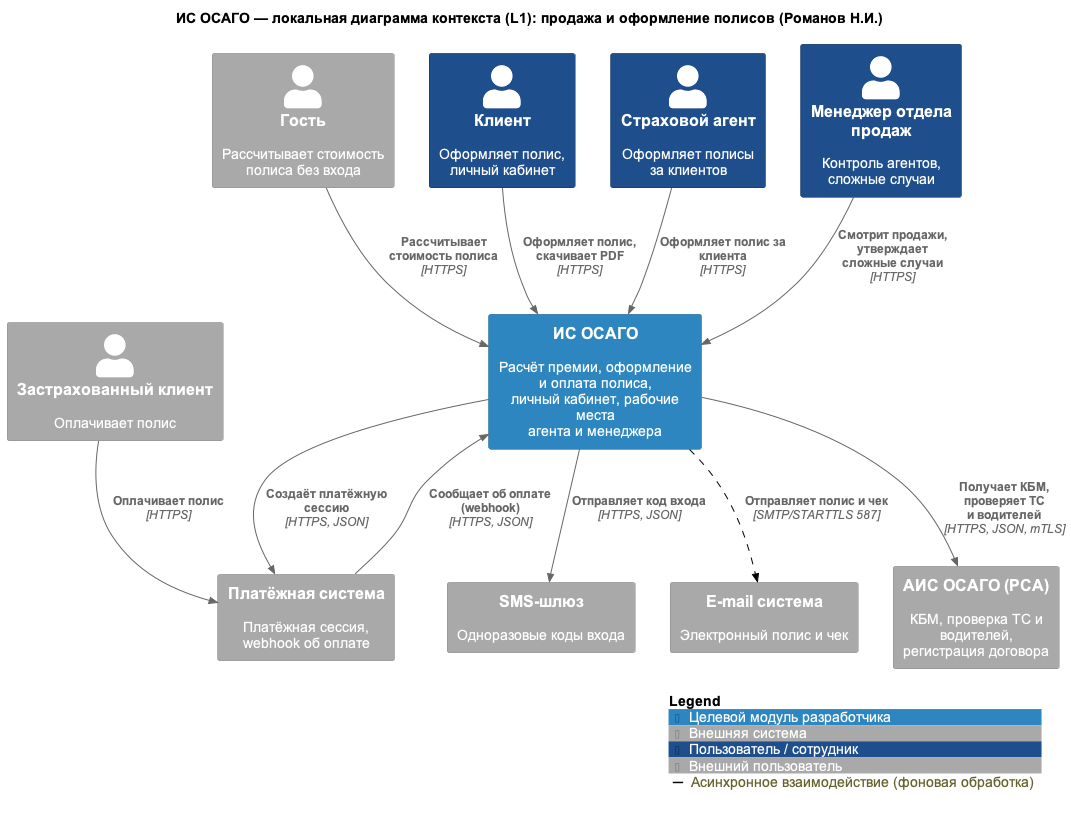 ИС ОСАГО — локальная диаграмма контекста (L1): продажа и оформление полисов (Романов Н.И.)
Гость
Рассчитывает стоимость
полиса без входа
Клиент
Оформляет полис,
личный кабинет
Страховой агент
Оформляет полисы
за клиентов
Менеджер отдела
продаж
Контроль агентов,
сложные случаи
Рассчитывает
стоимость полиса
[HTTPS]
Оформляет полис,
скачивает PDF
[HTTPS]
Оформляет полис за
клиента
[HTTPS]
Смотрит продажи,
утверждает
сложные случаи
[HTTPS]
Застрахованный клиент
Оплачивает полис
ИС ОСАГО
Расчёт премии, оформление
и оплата полиса,
личный кабинет, рабочие
места
агента и менеджера
Оплачивает полис
[HTTPS]
Создаёт платёжную
сессию
[HTTPS, JSON]
Сообщает об оплате
(webhook)
[HTTPS, JSON]
Отправляет код входа
[HTTPS, JSON]
Отправляет полис и чек
[SMTP/STARTTLS 587]
Получает КБМ,
проверяет ТС
и водителей
[HTTPS, JSON, mTLS]
Платёжная система
Платёжная сессия,
webhook об оплате
SMS-шлюз
Одноразовые коды входа
E-mail система
Электронный полис и чек
АИС ОСАГО (РСА)
КБМ, проверка ТС и
водителей,
регистрация договора
Legend
Целевой модуль разработчика
Внешняя система
Пользователь / сотрудник
Внешний пользователь
Асинхронное взаимодействие (фоновая обработка)